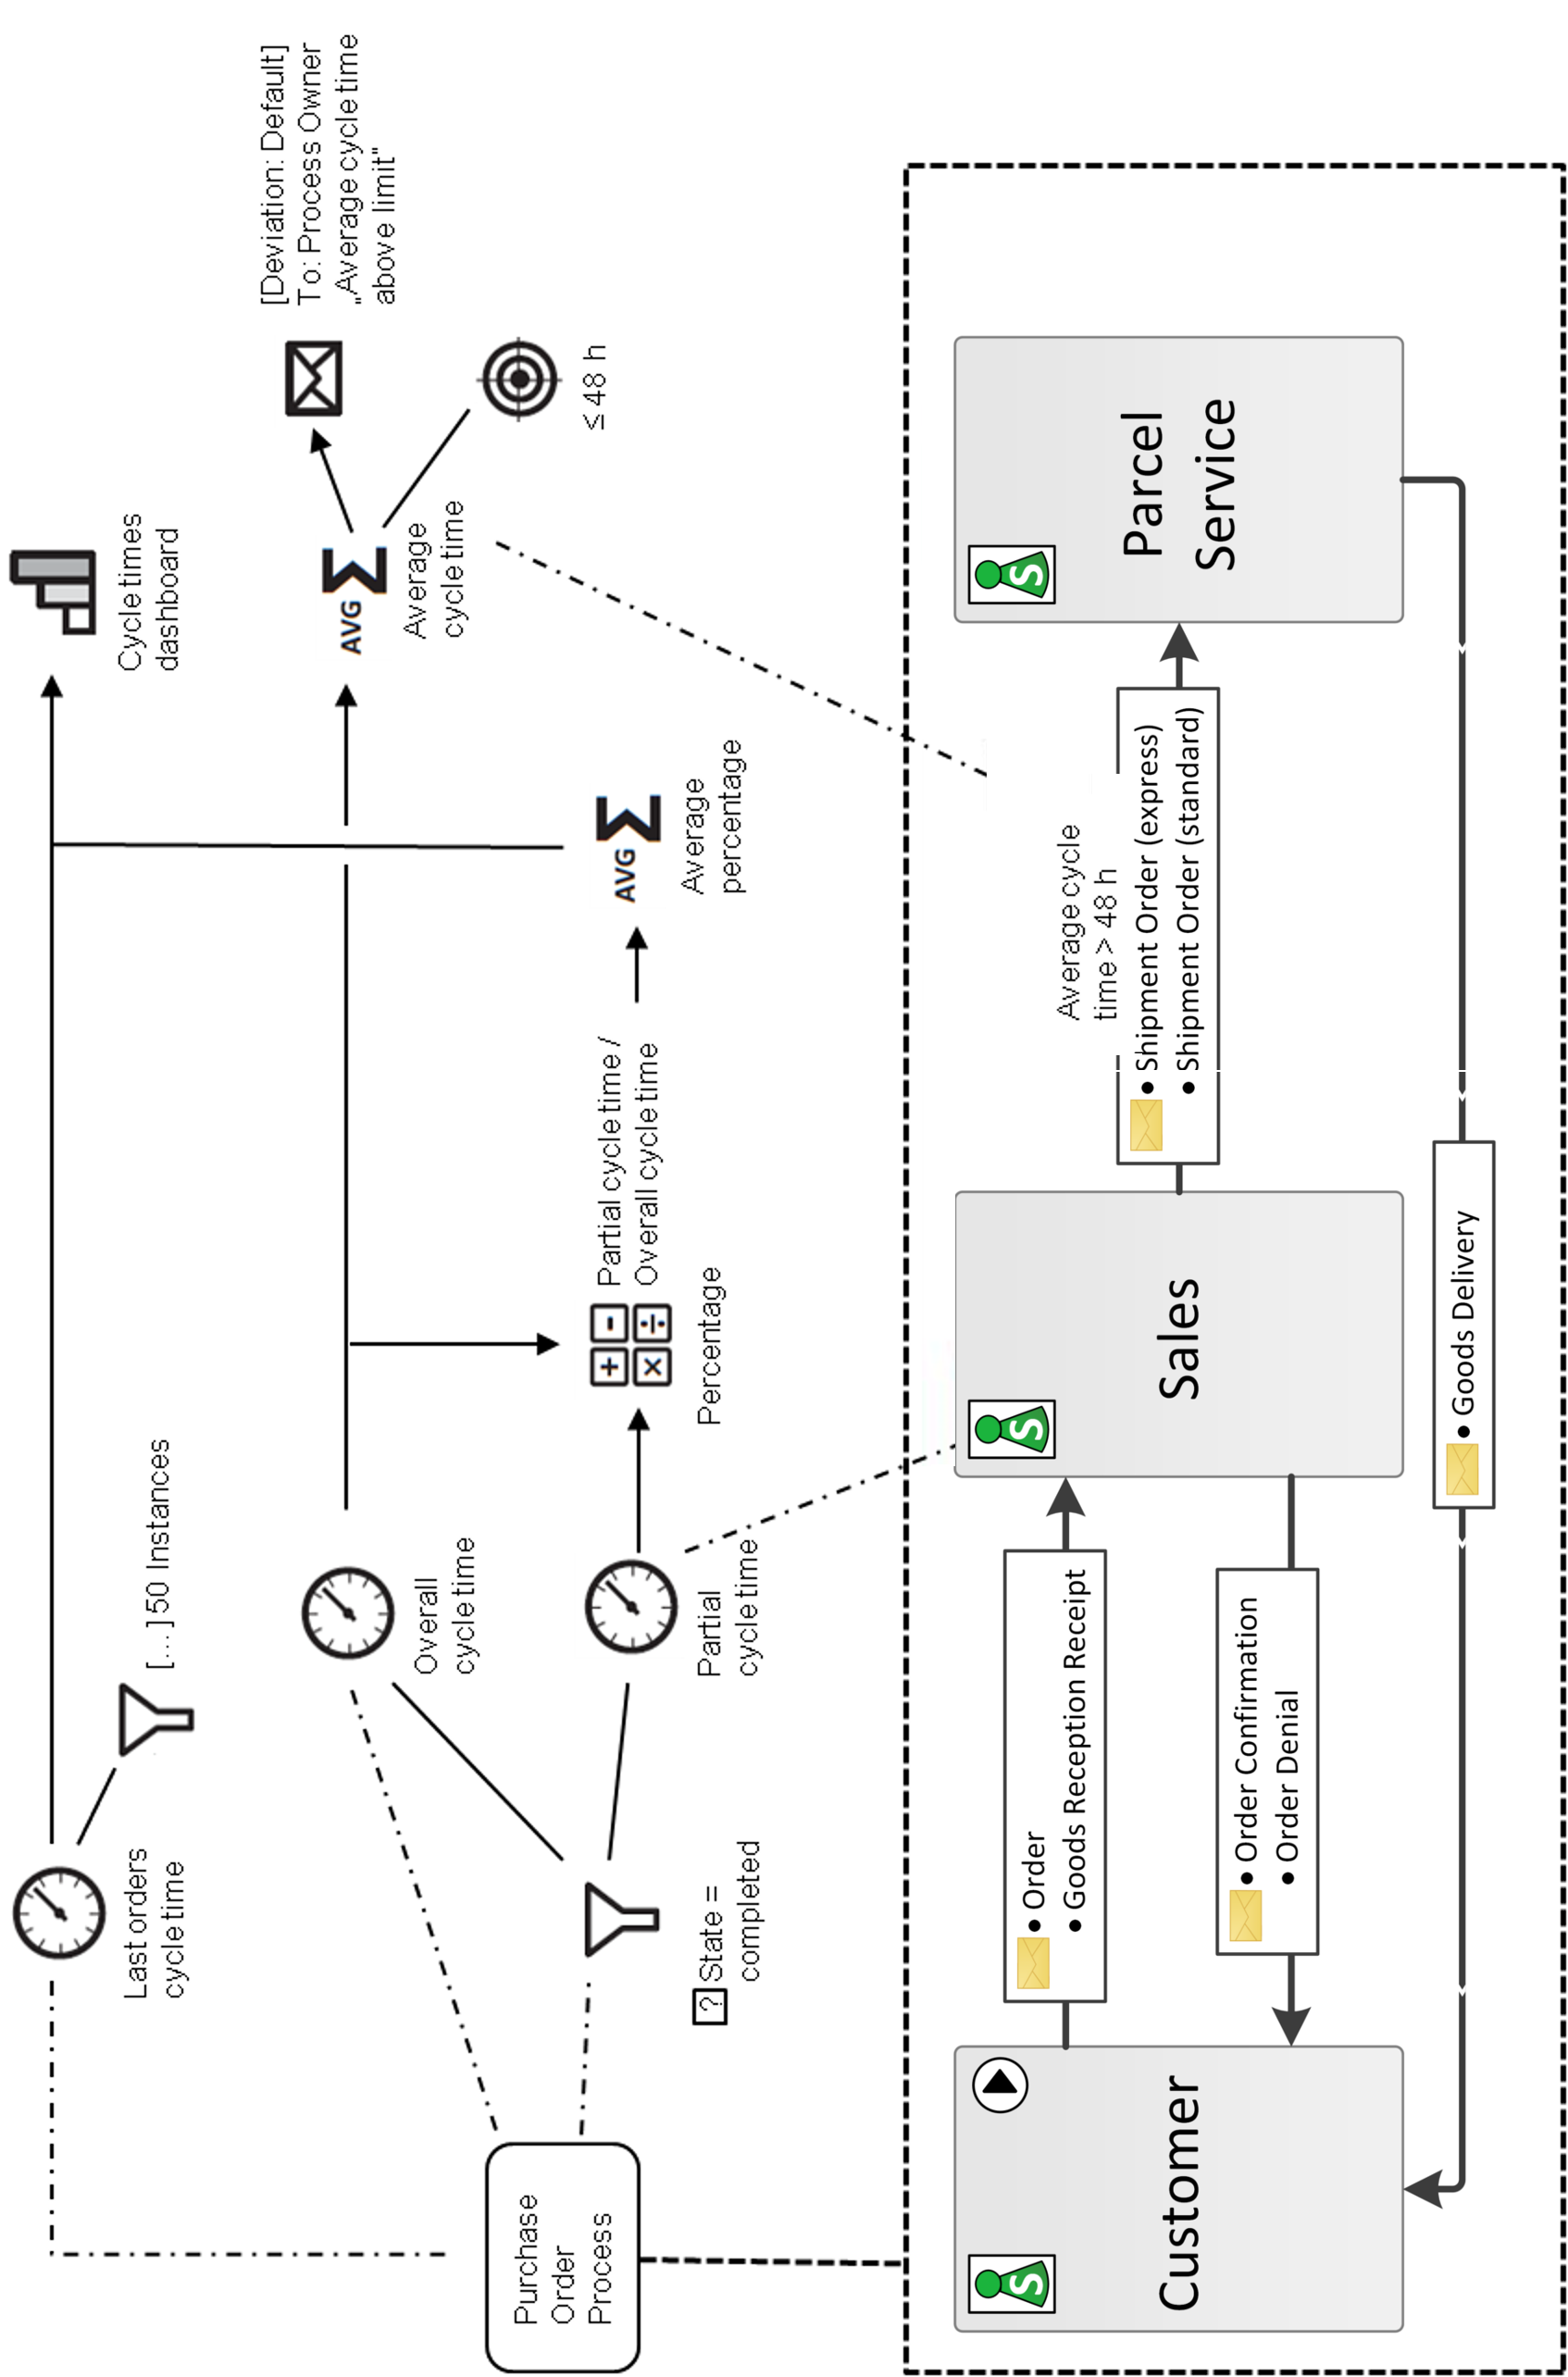 Last orders
cycle time
[...] 50 Instances
Cycle times
dashboard
Overall
cycle time
AVG
Average
cycle time
[Deviation: Default]
To: Process Owner
„Average cycle time
above limit"
≤ 48 h
Purchase
Order
Process
? State =
completed
Partial
cycle time
+ -
× ÷
Percentage
Partial cycle time /
Overall cycle time
AVG
Average
percentage
S
Customer
• Order
• Goods Reception Receipt
• Order Confirmation
• Order Denial
S
Sales
Average cycle
time > 48 h
• Shipment Order (express)
• Shipment Order (standard)
S
Parcel
Service
• Goods Delivery